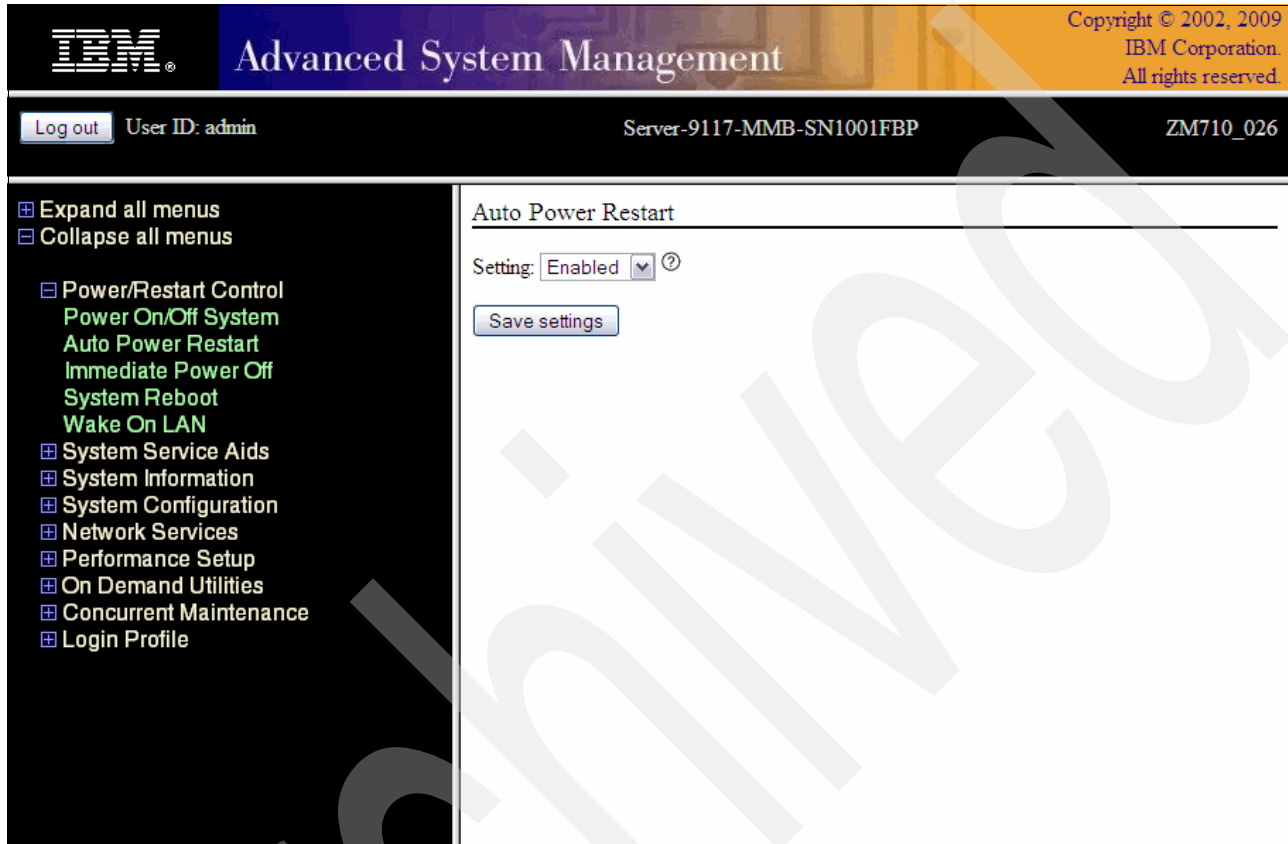 IBM®
Advanced System Management
Copyright © 2002, 2009
IBM Corporation.
All rights reserved.
Log out User ID: admin Server-9117-MMB-SN1001FBP ZM710_026
Expand all menus
Collapse all menus
Power/Restart Control
Power On/Off System
Auto Power Restart
Immediate Power Off
System Reboot
Wake On LAN
System Service Aids
System Information
System Configuration
Network Services
Performance Setup
On Demand Utilities
Concurrent Maintenance
Login Profile
Auto Power Restart
Setting: Enabled ?
Save settings
hived